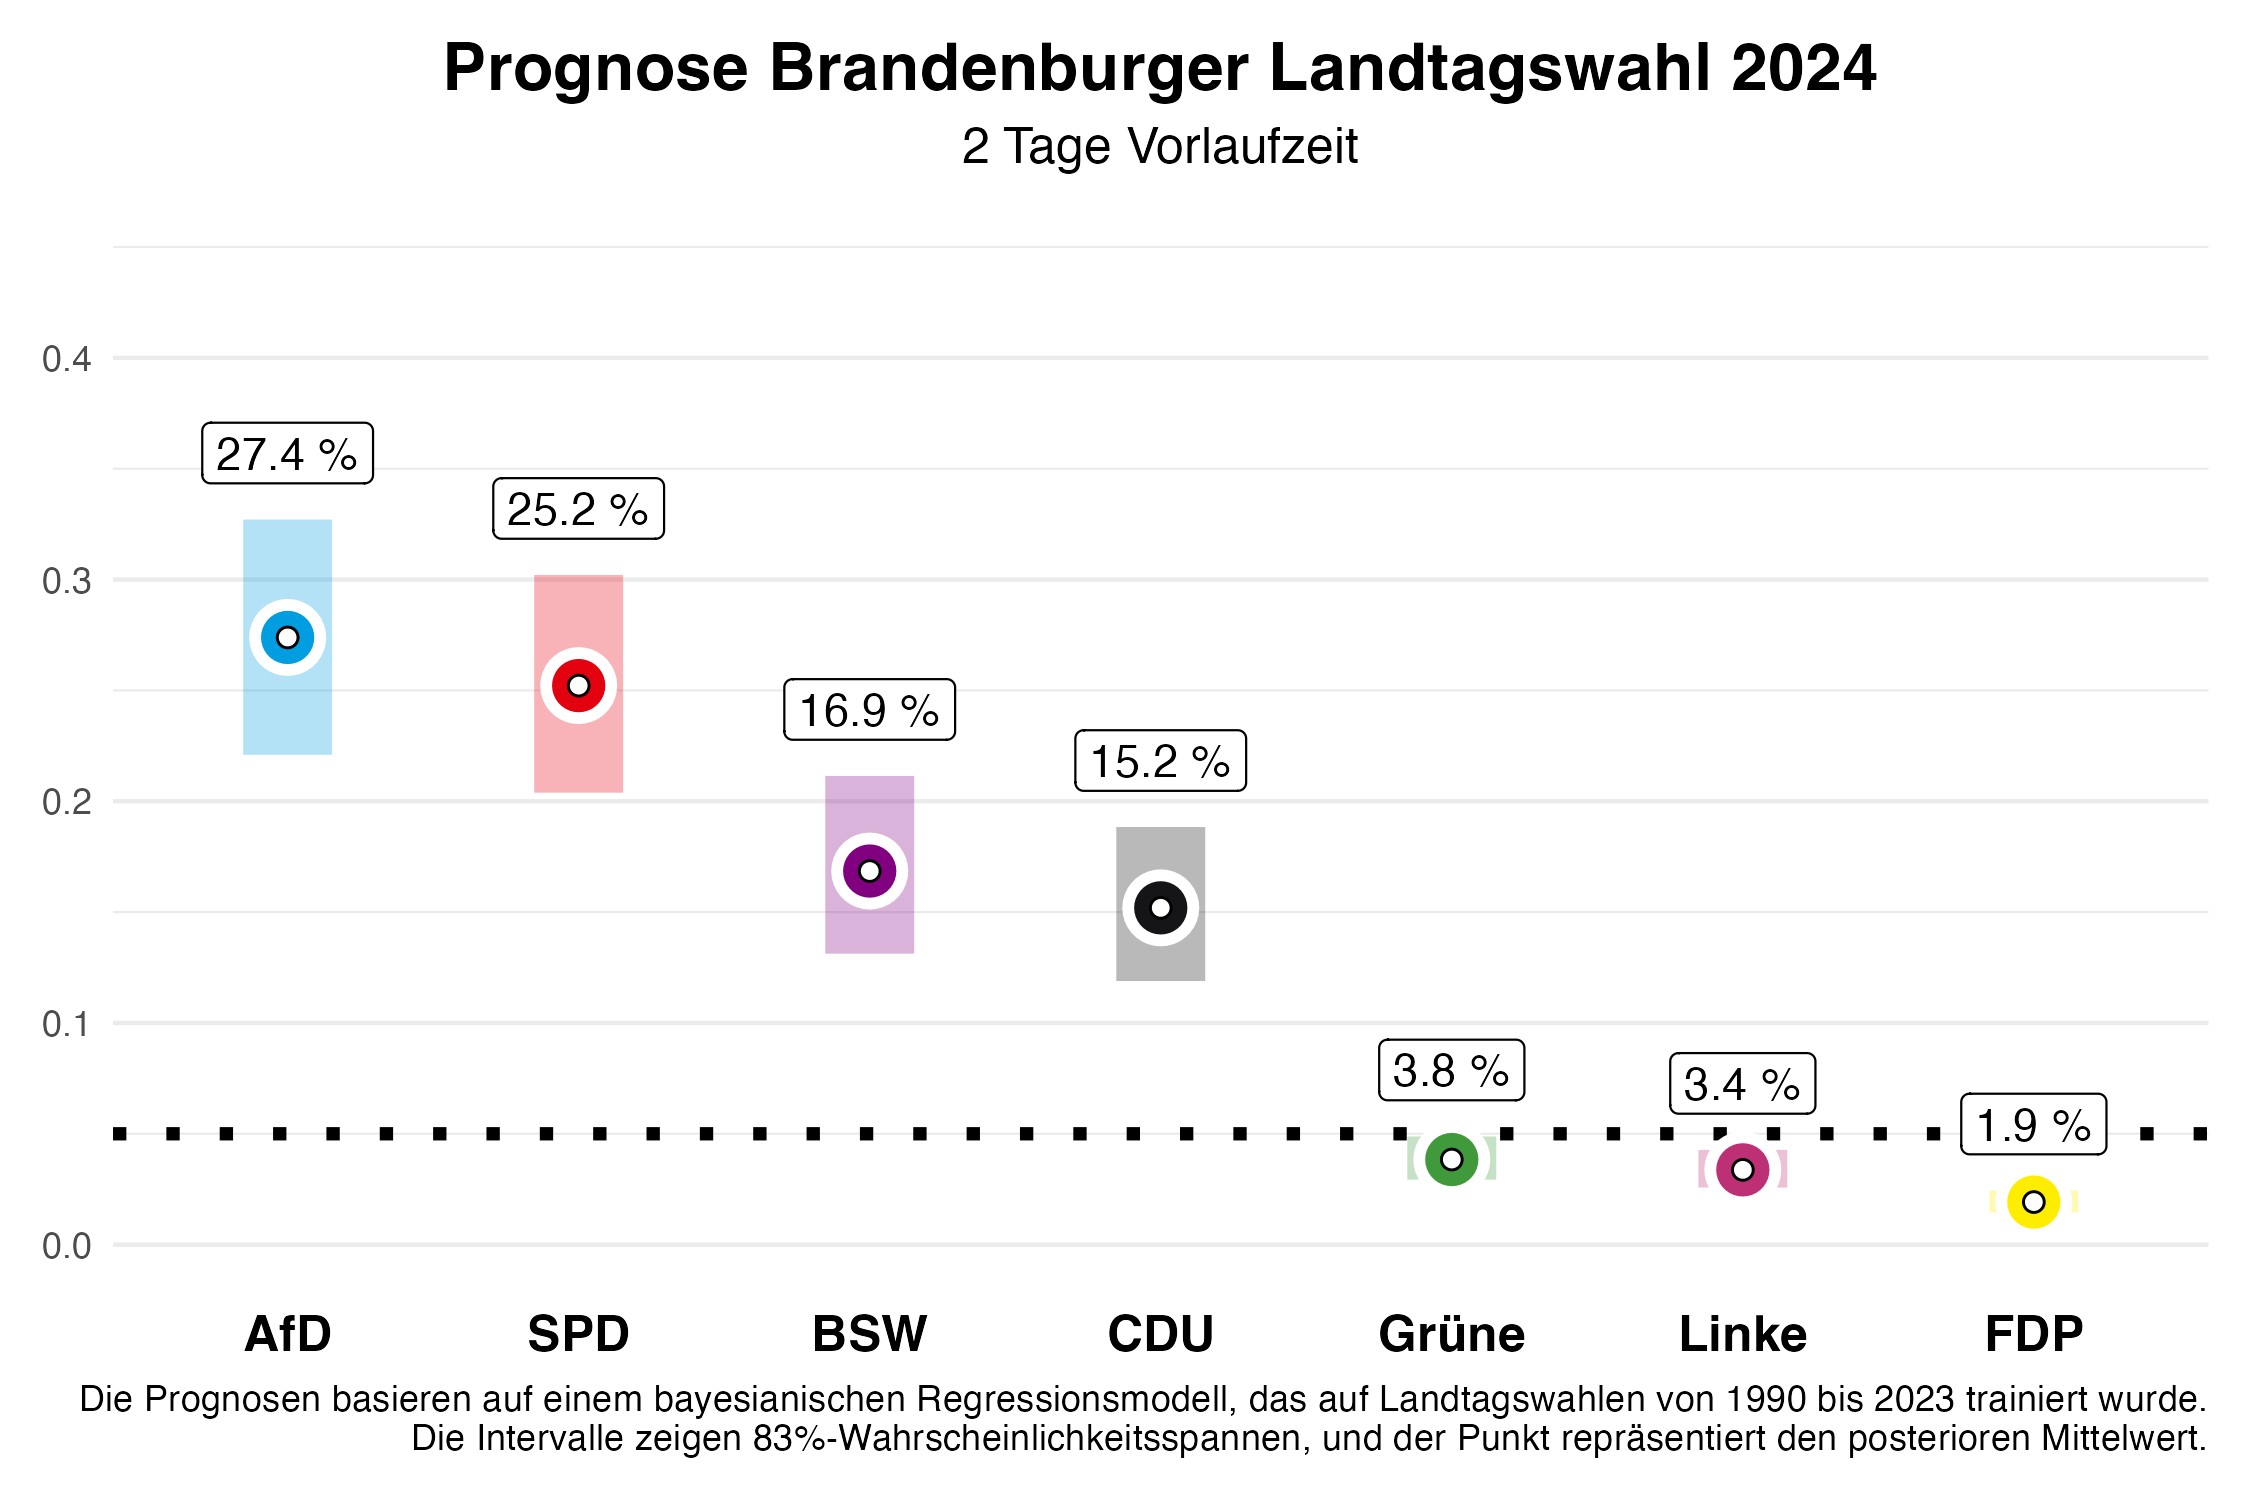 Prognose Brandenburger Landtagswahl 2024
2 Tage Vorlaufzeit
0.4
27.4 %
25.2 %
0.3
16.9 %
15.2 %
0.2
0.1
3.8 %
3.4 %
1.9 %
0.0
AfD SPD BSW CDU Grüne Linke FDP
Die Prognosen basieren auf einem bayesianischen Regressionsmodell, das auf Landtagswahlen von 1990 bis 2023 trainiert wurde.
Die Intervalle zeigen 83%-Wahrscheinlichkeitsspannen, und der Punkt repräsentiert den posterioren Mittelwert.